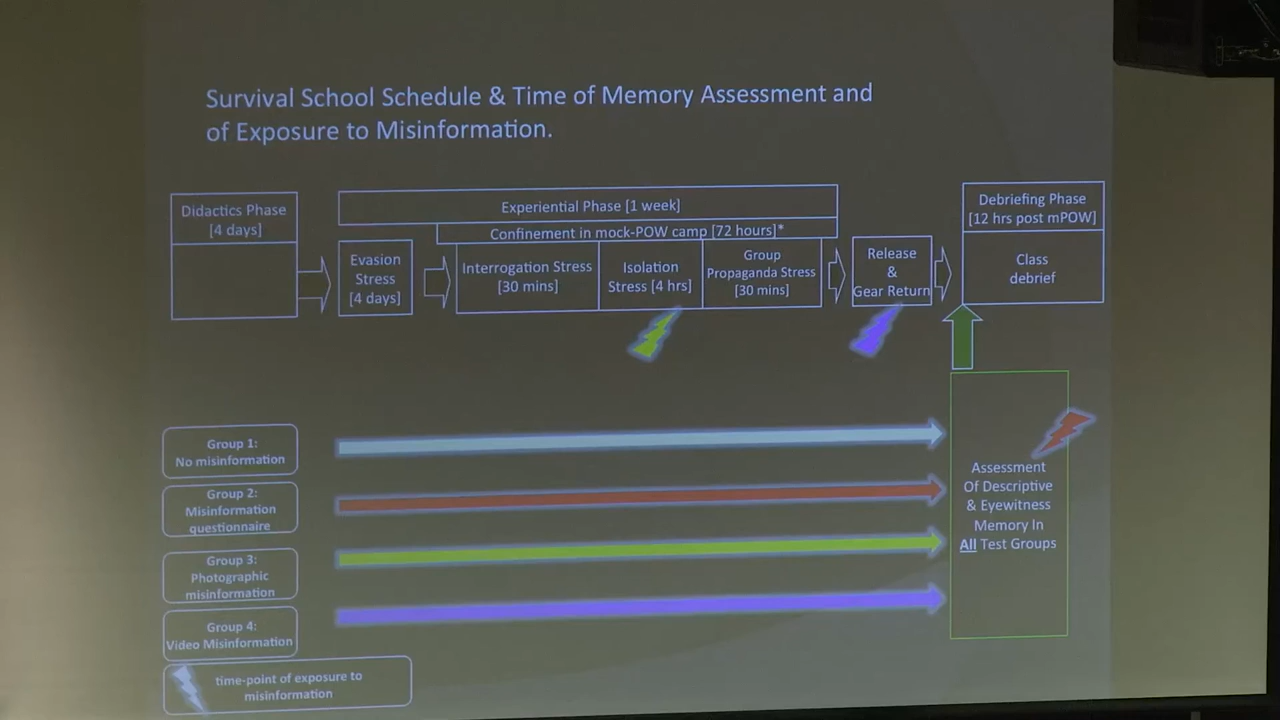 Survival School Schedule & Time of Memory Assessment and
of Exposure to Misinformation.
Didactics Phase
[4 days]
Experiential Phase [1 week]
Confinement in mock-POW camp [72 hours]*
Evasion
Stress
[4 days]
Interrogation Stress
[30 mins]
Isolation
Stress [4 hrs]
Group
Propaganda Stress
[30 mins]
Release
&
Gear Return
Debriefing Phase
[12 hrs post mPOW]
Class
debrief
Group 1:
No misinformation
Group 2:
Misinformation
questionnaire
Group 3:
Photographic
misinformation
Group 4:
Video Misinformation
time-point of exposure to
misinformation
Assessment
Of Descriptive
& Eyewitness
Memory In
All Test Groups